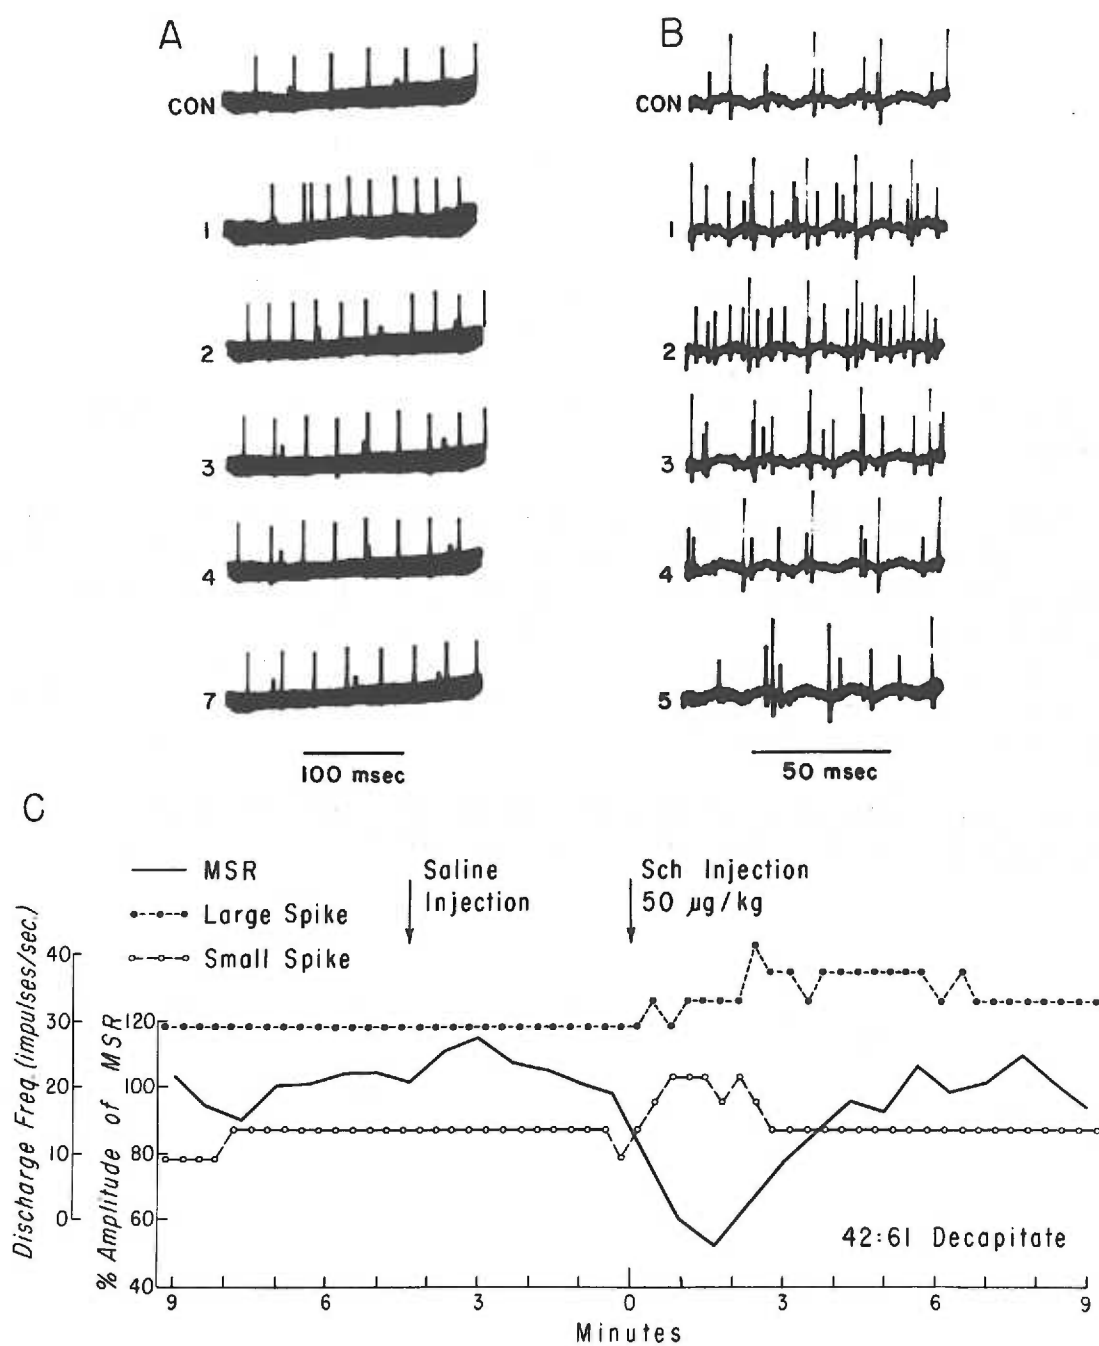 A
B
CON
CON
1
1
2
2
3
3
4
4
7
5
100 msec
50 msec
C
MSR
Large Spike
Small Spike
Saline
Injection
Sch Injection
50 µg/kg
Discharge Freq. (impulses/sec.)
40
30
20
10
0
% Amplitude of MSR
120
100
80
60
40
42:61 Decapitate
9
6
3
0
3
6
9
Minutes